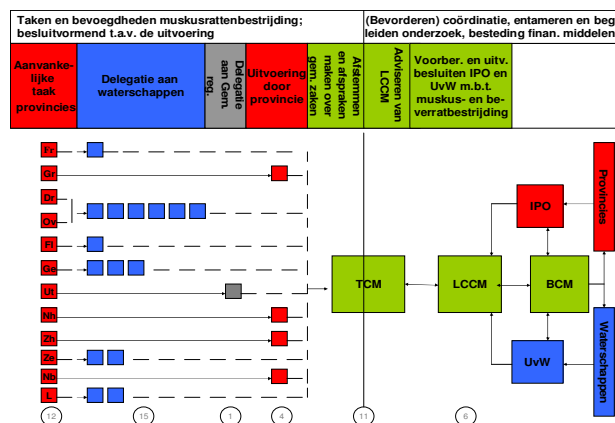 Taken en bevoegdheden muskusrattenbestrijding;
besluitvormend t.a.v. de uitvoering
(Bevorderen) coördinatie, entameren en beg
leiden onderzoek, besteding finan. middelen
Aanvanke-
lijke
taak
provincies
Delegatie aan
waterschappen
Delegatie
aan Gem.
reg.
Uitvoering
door
provincie
Afstemmen
en afspraken
maken over
gem. zaken
Adviseren van
LCCM
Voorber. en uitv.
besluiten IPO en
UvW m.b.t.
muskus- en be-
verratbestrijding
Fr
Gr
Dr
Ov
Fl
Ge
Ut
Nh
Zh
Ze
Nb
L
TCM
LCCM
BCM
IPO
UvW
Provincies
Waterschappen
12
15
1
4
11
6